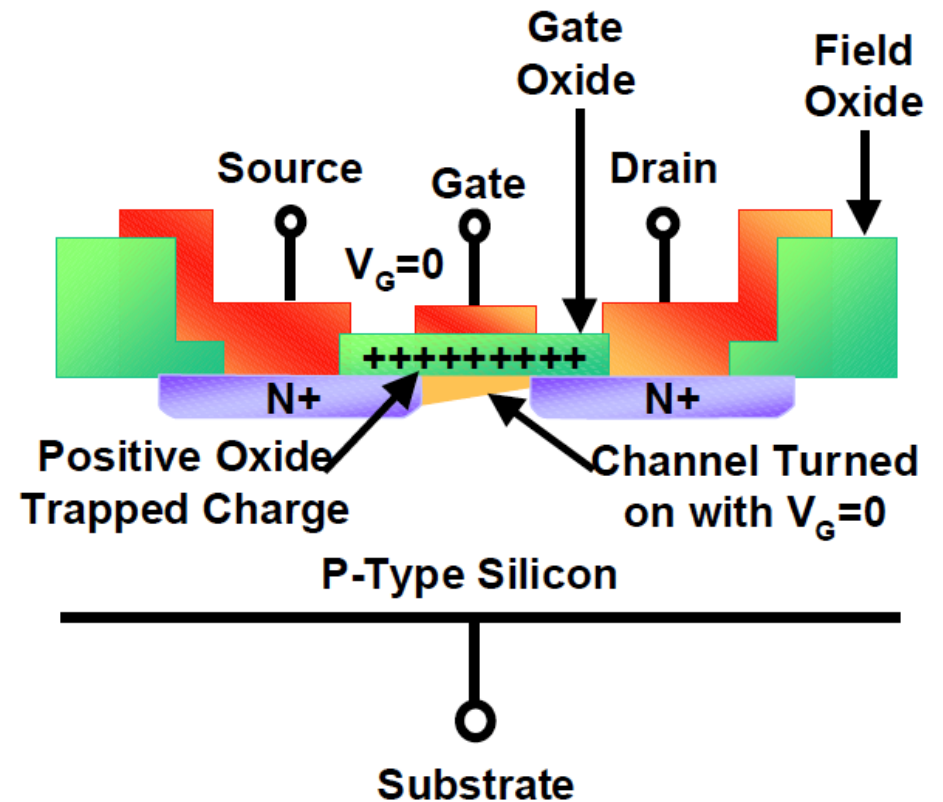 Gate
Oxide
Field
Oxide
Source
Gate
Drain
V_G=0
+++++++++
N+
N+
Positive Oxide
Trapped Charge
Channel Turned
on with V_G=0
P-Type Silicon
Substrate